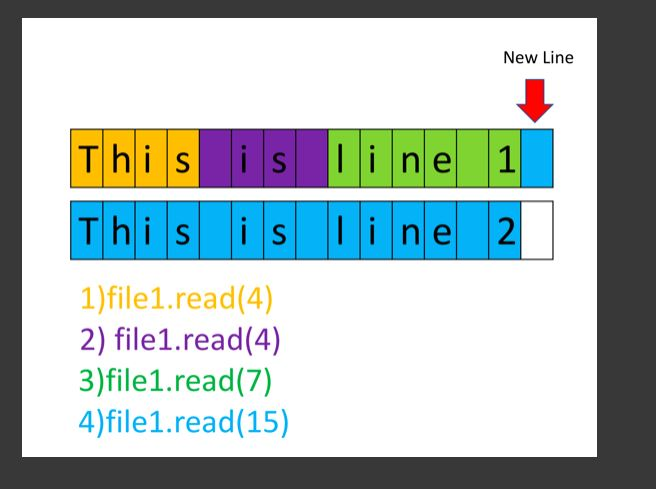 New Line
This is line 1
This is line 2
1)file1.read(4)
2) file1.read(4)
3)file1.read(7)
4)file1.read(15)